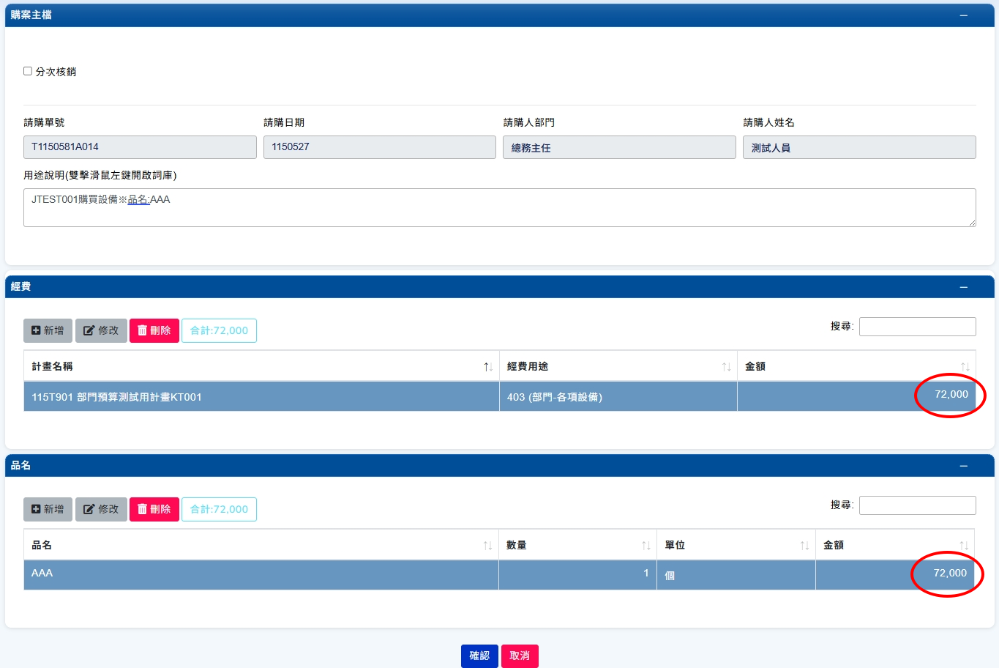 購案主檔
分次核銷
請購單號 請購日期 請購人部門 請購人姓名
T1150581A014 1150527 總務主任 測試人員
用途說明(雙擊滑鼠左鍵開啟詞庫)
JTEST001購買設備※品名:AAA
經費
新增 修改 刪除 合計:72,000 搜尋:
計畫名稱 經費用途 金額
115T901 部門預算測試用計畫KT001 403 (部門-各項設備) 72,000
品名
新增 修改 刪除 合計:72,000 搜尋:
品名 數量 單位 金額
AAA 1 個 72,000
確認 取消